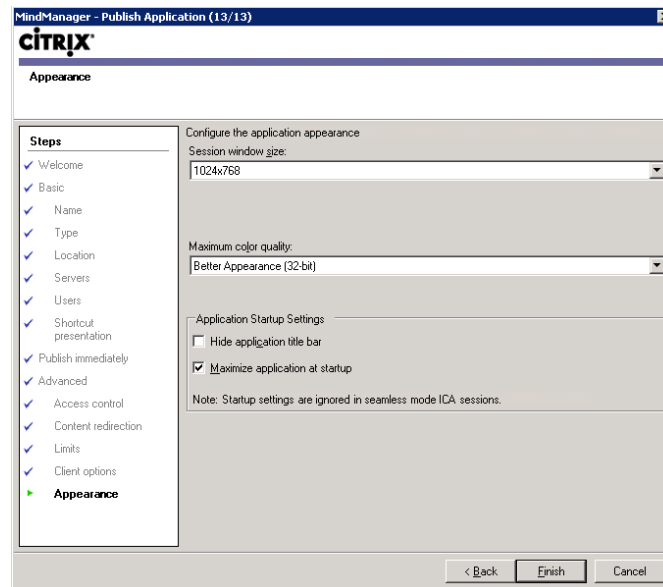 MindManager - Publish Application (13/13)
CITRIX
Appearance
Steps
Welcome
Basic
Name
Type
Location
Servers
Users
Shortcut
presentation
Publish immediately
Advanced
Access control
Content redirection
Limits
Client options
Appearance
Configure the application appearance
Session window size:
1024x768
Maximum color quality:
Better Appearance (32-bit)
Application Startup Settings
Hide application title bar
Maximize application at startup
Note: Startup settings are ignored in seamless mode ICA sessions.
< Back
Finish
Cancel